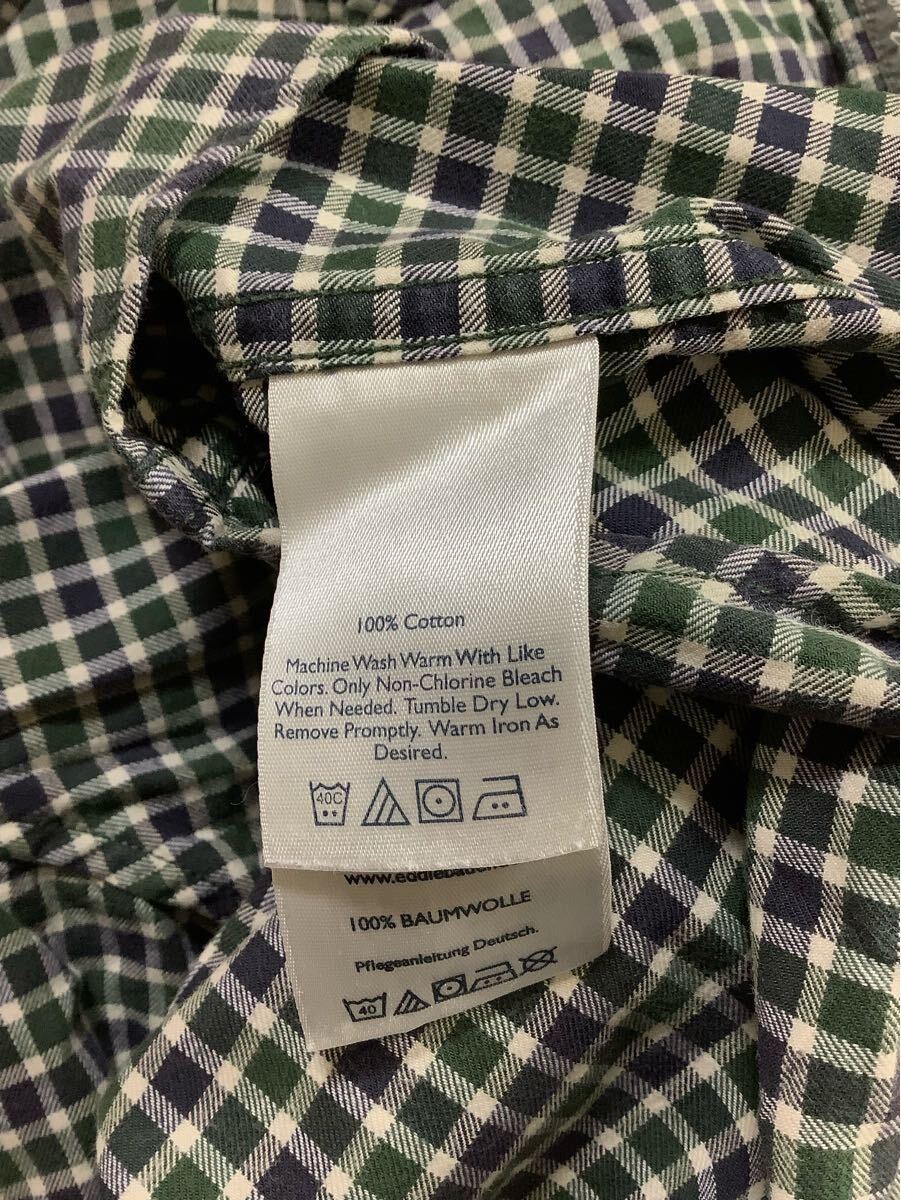 100% Cotton
Machine Wash Warm With Like
Colors. Only Non-Chlorine Bleach
When Needed. Tumble Dry Low.
Remove Promptly. Warm Iron As
Desired.
40C
100% BAUMWOLLE
Pflegeanleitung Deutsch.
40